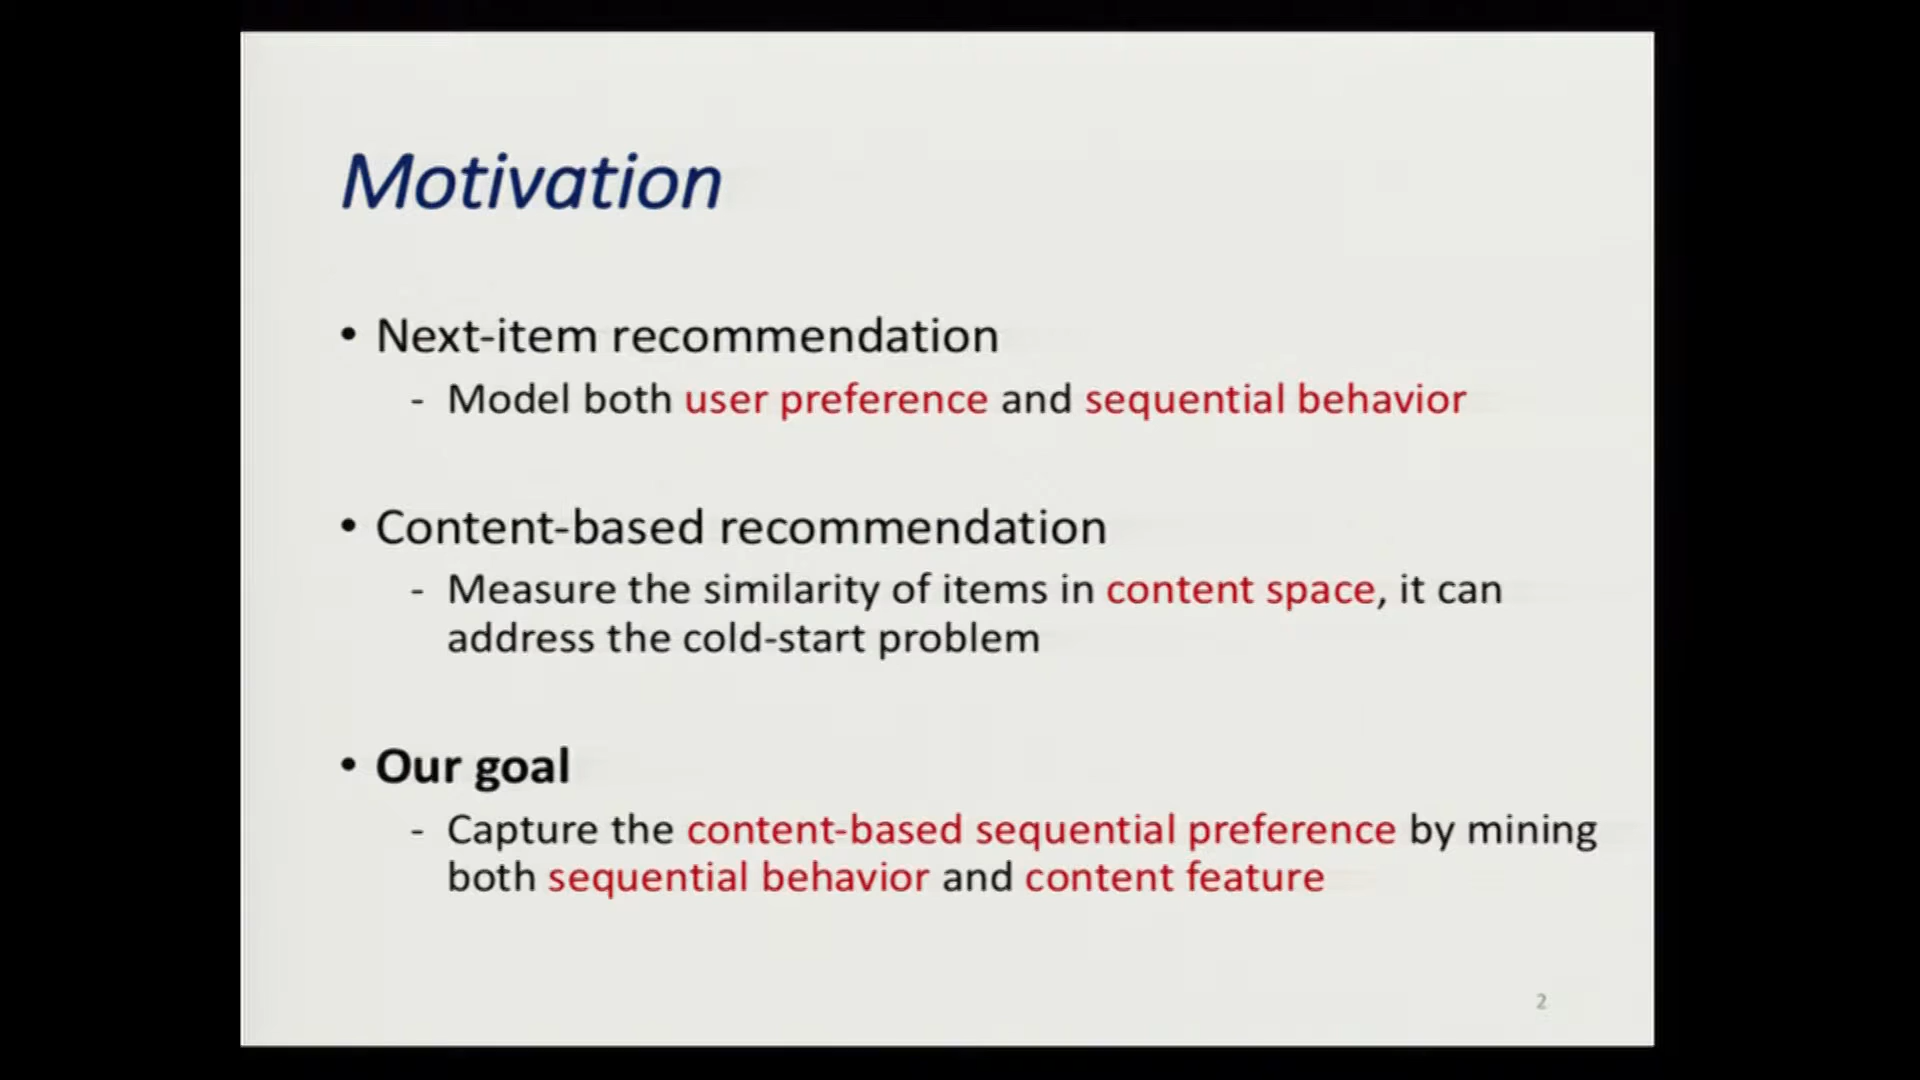 Motivation
• Next-item recommendation
- Model both user preference and sequential behavior
• Content-based recommendation
- Measure the similarity of items in content space, it can
address the cold-start problem
• Our goal
- Capture the content-based sequential preference by mining
both sequential behavior and content feature
2